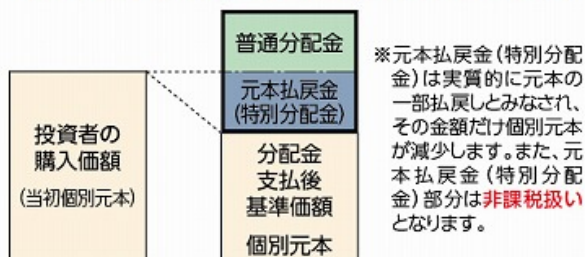 投資者の
購入価額
(当初個別元本)
普通分配金
元本払戻金
(特別分配金)
分配金
支払後
基準価額
個別元本
※元本払戻金(特別分配
金)は実質的に元本の
一部払戻しとみなされ、
その金額だけ個別元本
が減少します。また、元
本払戻金(特別分配
金)部分は非課税扱い
となります。